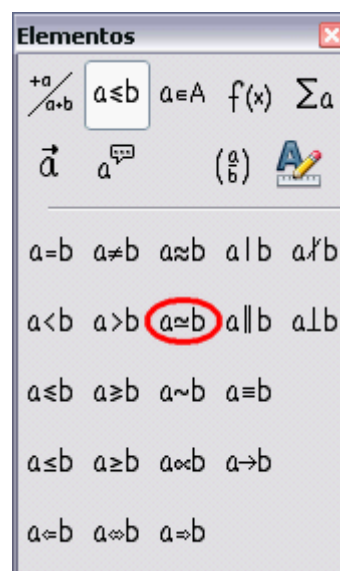 Elementos
+a/a+b a≤b a∈A f(x) Σa
a⃗ a (a b)  A
a=b a≠b a≈b a|b a∤b
a<b a>b a≃b a∥b a⊥b
a⩽b a⩾b a~b a≡b
a≤b a≥b a∝b a→b
a⇐b a⇔b a⇒b